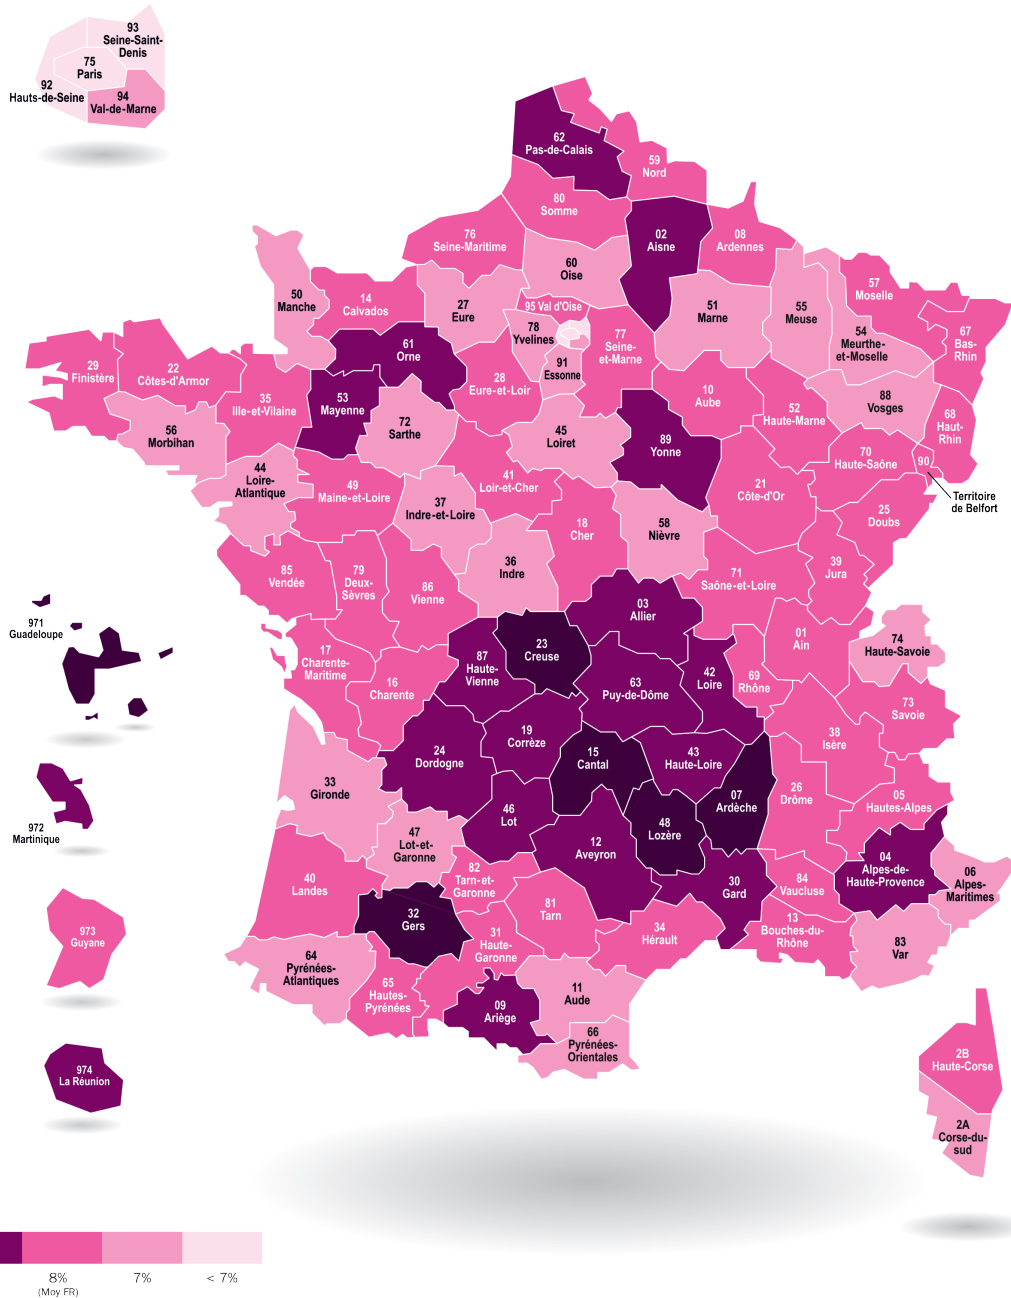 93
Seine-Saint-
Denis
75
Paris
92
Hauts-de-Seine
94
Val-de-Marne
62
Pas-de-Calais
59
Nord
80
Somme
02
Aisne
08
Ardennes
76
Seine-Maritime
60
Oise
57
Moselle
50
Manche
14
Calvados
27
Eure
95 Val d'Oise
51
Marne
55
Meuse
54
Meurthe-
et-Moselle
67
Bas-
Rhin
78
Yvelines
77
Seine-
et-Marne
61
Orne
91
Essonne
29
Finistère
22
Côtes-d'Armor
28
Eure-et-Loir
10
Aube
88
Vosges
35
Ille-et-Vilaine
53
Mayenne
52
Haute-Marne
68
Haut-
Rhin
56
Morbihan
72
Sarthe
45
Loiret
89
Yonne
70
Haute-Saône
90
Territoire
de Belfort
44
Loire-
Atlantique
49
Maine-et-Loire
41
Loir-et-Cher
21
Côte-d'Or
37
Indre-et-Loire
18
Cher
58
Nièvre
25
Doubs
85
Vendée
79
Deux-
Sèvres
86
Vienne
36
Indre
71
Saône-et-Loire
39
Jura
971
Guadeloupe
03
Allier
01
Ain
74
Haute-Savoie
17
Charente-
Maritime
87
Haute-
Vienne
23
Creuse
42
Loire
69
Rhône
16
Charente
63
Puy-de-Dôme
73
Savoie
24
Dordogne
19
Corrèze
15
Cantal
43
Haute-Loire
38
Isère
33
Gironde
07
Ardèche
26
Drôme
05
Hautes-Alpes
972
Martinique
47
Lot-et-
Garonne
46
Lot
48
Lozère
12
Aveyron
04
Alpes-de-
Haute-Provence
06
Alpes-
Maritimes
40
Landes
82
Tarn-et-
Garonne
30
Gard
84
Vaucluse
973
Guyane
32
Gers
81
Tarn
31
Haute-
Garonne
34
Hérault
13
Bouches-du-
Rhône
83
Var
64
Pyrénées-
Atlantiques
65
Hautes-
Pyrénées
09
Ariège
11
Aude
66
Pyrénées-
Orientales
974
La Réunion
2B
Haute-Corse
2A
Corse-du-
sud
8%
(Moy FR)
7%
< 7%